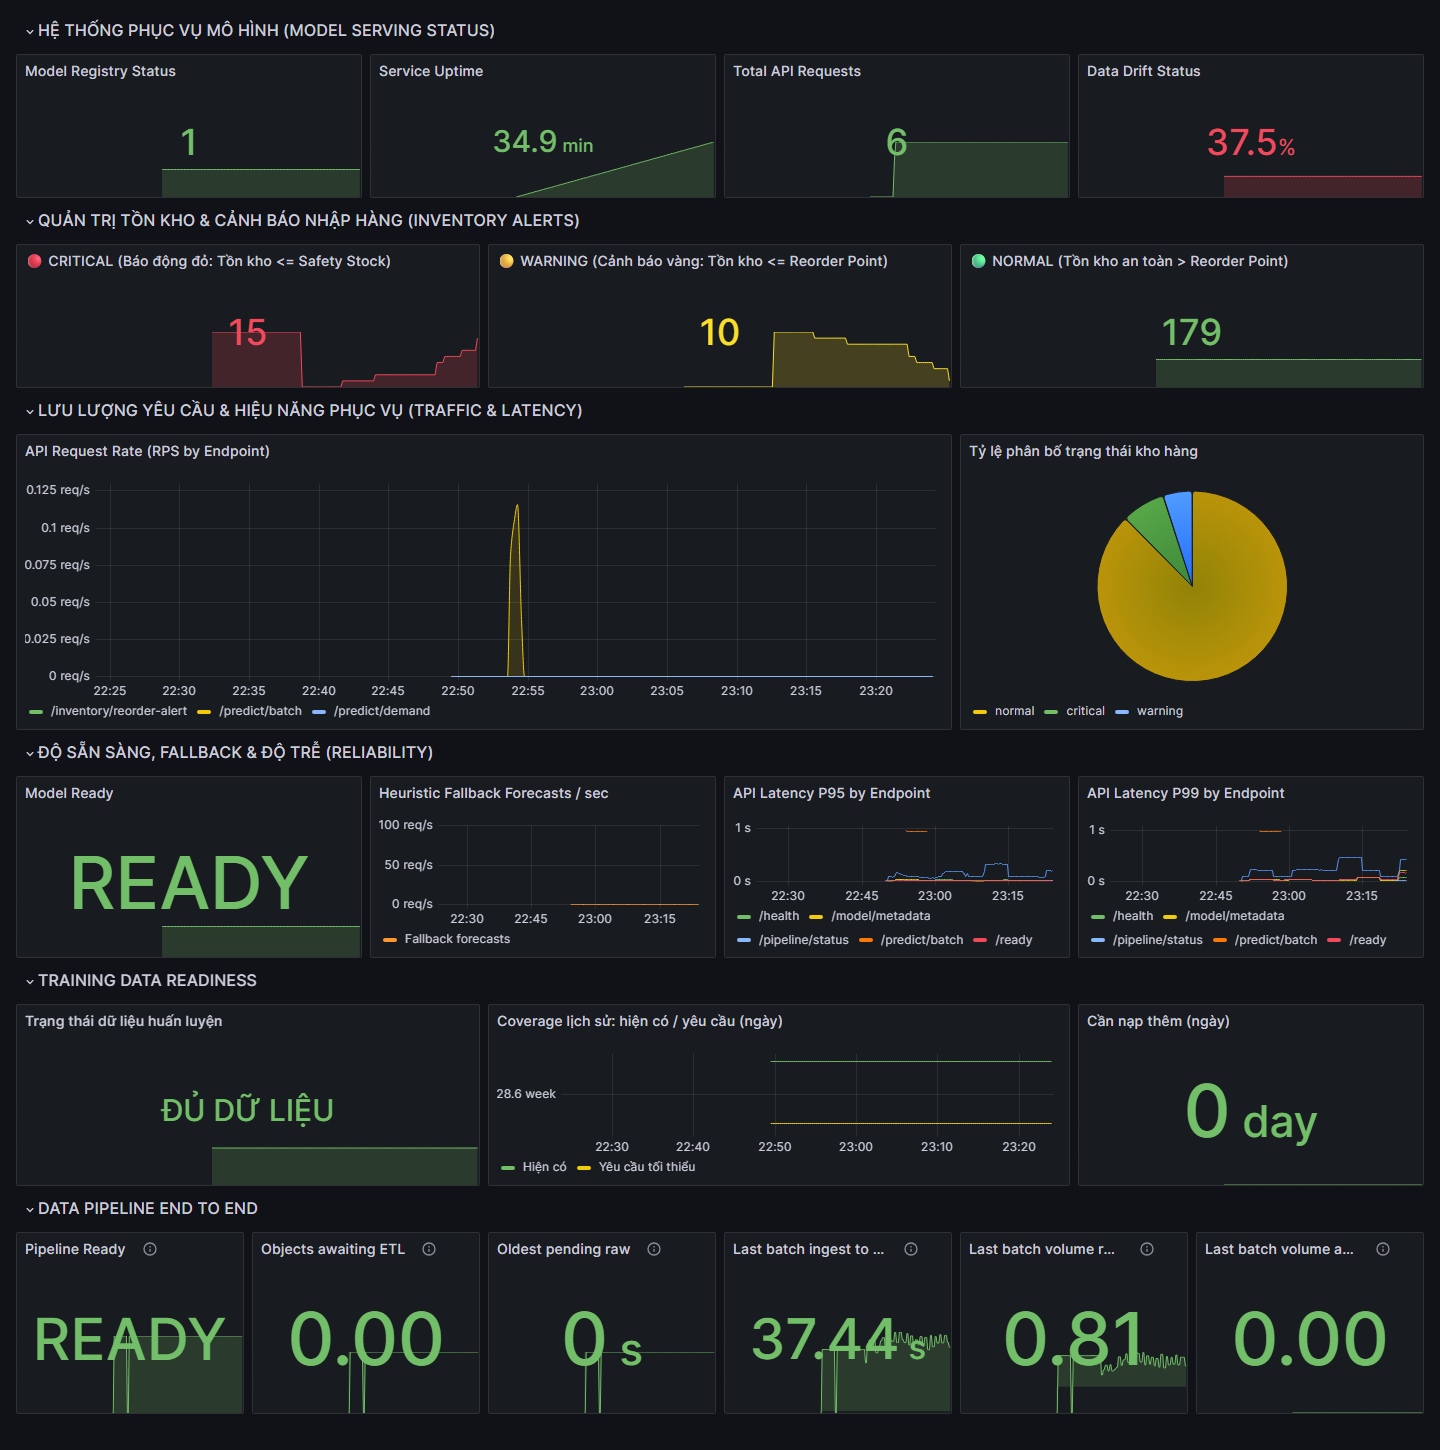 HỆ THỐNG PHỤC VỤ MÔ HÌNH (MODEL SERVING STATUS)
Model Registry Status
1
Service Uptime
34.9 min
Total API Requests
6
Data Drift Status
37.5%
QUẢN TRỊ TỒN KHO & CẢNH BÁO NHẬP HÀNG (INVENTORY ALERTS)
CRITICAL (Báo động đỏ: Tồn kho <= Safety Stock)
15
WARNING (Cảnh báo vàng: Tồn kho <= Reorder Point)
10
NORMAL (Tồn kho an toàn > Reorder Point)
179
LƯU LƯỢNG YÊU CẦU & HIỆU NĂNG PHỤC VỤ (TRAFFIC & LATENCY)
API Request Rate (RPS by Endpoint)
0.125 req/s
0.1 req/s
0.075 req/s
0.05 req/s
0.025 req/s
0 req/s
22:25 22:30 22:35 22:40 22:45 22:50 22:55 23:00 23:05 23:10 23:15 23:20
/inventory/reorder-alert /predict/batch /predict/demand
Tỷ lệ phân bố trạng thái kho hàng
normal critical warning
ĐỘ SẴN SÀNG, FALLBACK & ĐỘ TRỄ (RELIABILITY)
Model Ready
READY
Heuristic Fallback Forecasts / sec
100 req/s
50 req/s
0 req/s
22:30 22:45 23:00 23:15
Fallback forecasts
API Latency P95 by Endpoint
1 s
0 s
22:30 22:45 23:00 23:15
/health /model/metadata
/pipeline/status /predict/batch /ready
API Latency P99 by Endpoint
1 s
0 s
22:30 22:45 23:00 23:15
/health /model/metadata
/pipeline/status /predict/batch /ready
TRAINING DATA READINESS
Trạng thái dữ liệu huấn luyện
ĐỦ DỮ LIỆU
Coverage lịch sử: hiện có / yêu cầu (ngày)
28.6 week
22:30 22:40 22:50 23:00 23:10 23:20
Hiện có Yêu cầu tối thiểu
Cần nạp thêm (ngày)
0 day
DATA PIPELINE END TO END
Pipeline Ready
READY
Objects awaiting ETL
0.00
Oldest pending raw
0 s
Last batch ingest to ...
37.44 s
Last batch volume r...
0.81
Last batch volume a...
0.00